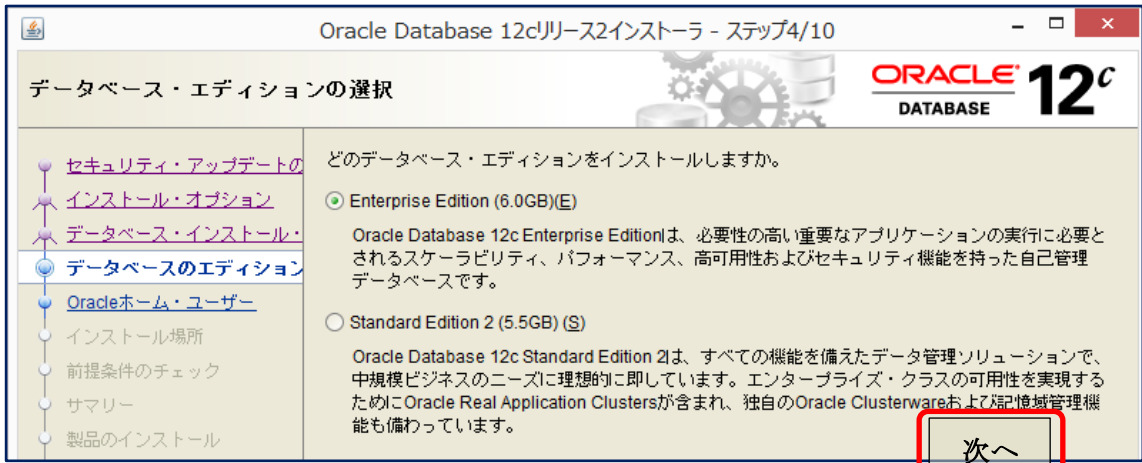 Oracle Database 12cリリース2インストーラ - ステップ4/10
データベース・エディションの選択
ORACLE
DATABASE
12c
セキュリティ・アップデートの
インストール・オプション
データベース・インストール・
データベースのエディション
Oracleホーム・ユーザー
インストール場所
前提条件のチェック
サマリー
製品のインストール
どのデータベース・エディションをインストールしますか。
Enterprise Edition (6.0GB)(E)
Oracle Database 12c Enterprise Editionは、必要性の高い重要なアプリケーションの実行に必要と
されるスケーラビリティ、パフォーマンス、高可用性およびセキュリティ機能を持った自己管理
データベースです。
Standard Edition 2 (5.5GB) (S)
Oracle Database 12c Standard Edition 2は、すべての機能を備えたデータ管理ソリューションで、
中規模ビジネスのニーズに理想的に即しています。エンタープライズ・クラスの可用性を実現する
ためにOracle Real Application Clustersが含まれ、独自のOracle Clusterwareおよび記憶域管理機
能も備わっています。
次へ